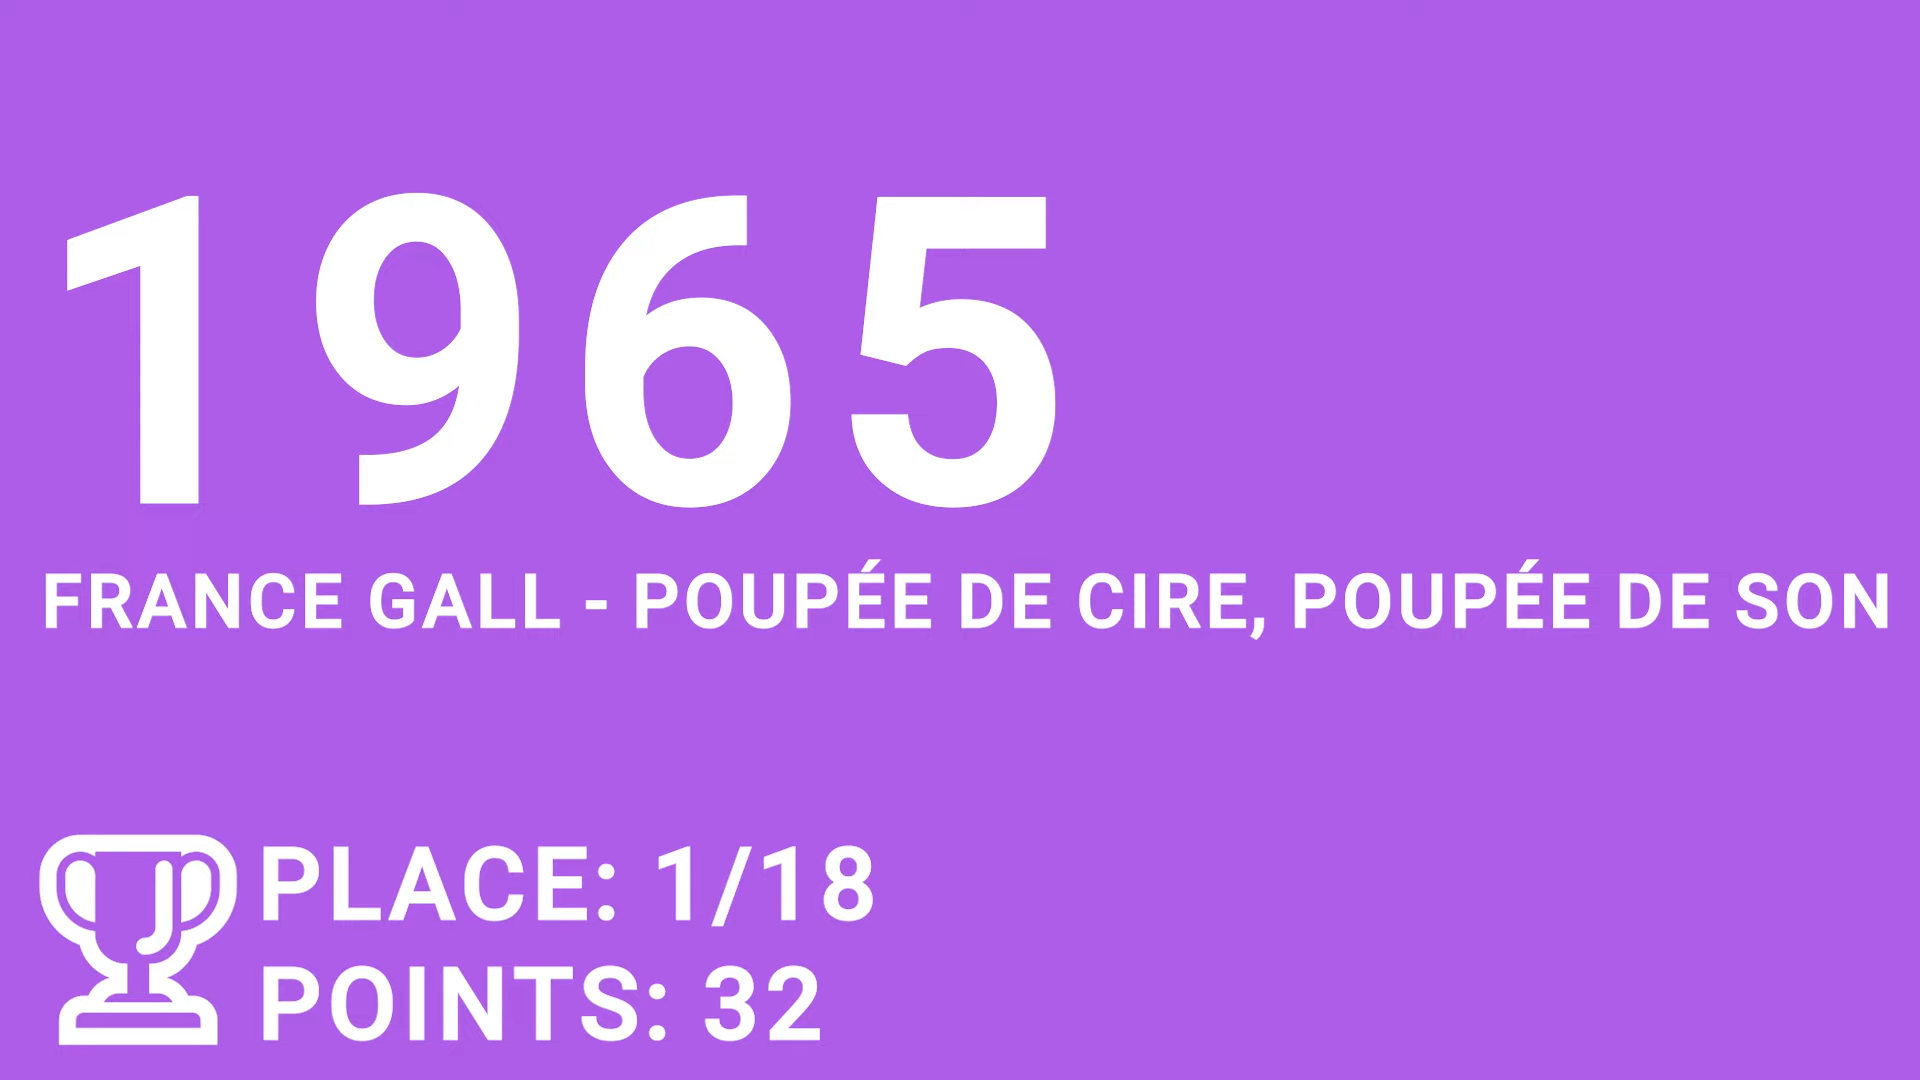 1965
FRANCE GALL - POUPÉE DE CIRE, POUPÉE DE SON
PLACE: 1/18
POINTS: 32